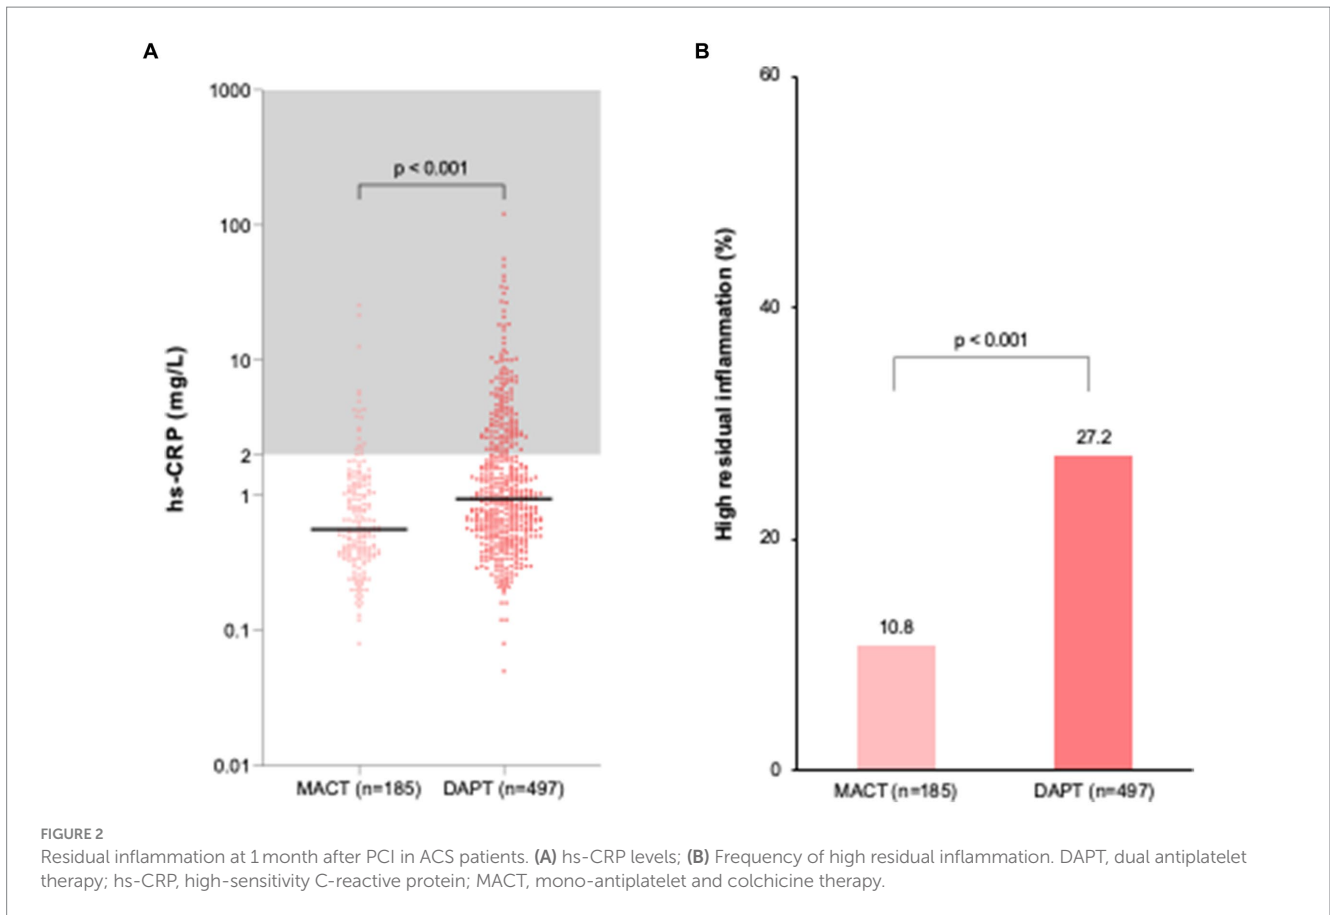 A
1000
100
10
2
1
0.1
0.01
hs-CRP (mg/L)
p < 0.001
MACT (n=185)
DAPT (n=497)
B
60
40
20
0
High residual inflammation (%)
p < 0.001
10.8
27.2
MACT (n=185)
DAPT (n=497)
FIGURE 2
Residual inflammation at 1 month after PCI in ACS patients. (A) hs-CRP levels; (B) Frequency of high residual inflammation. DAPT, dual antiplatelet
therapy; hs-CRP, high-sensitivity C-reactive protein; MACT, mono-antiplatelet and colchicine therapy.